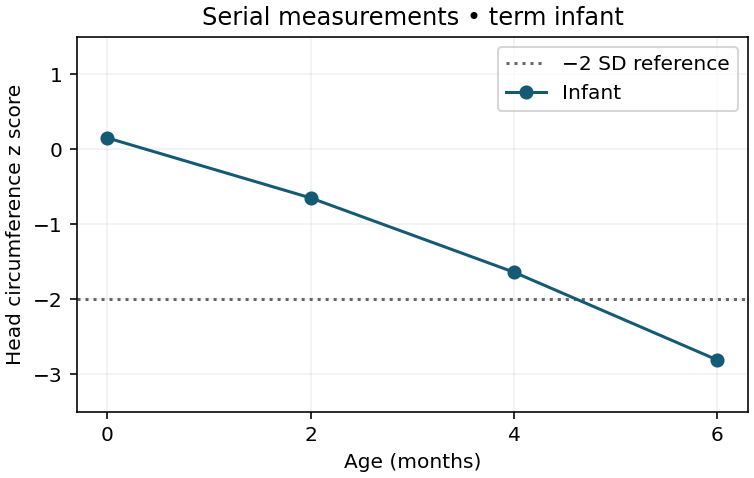 Serial measurements • term infant
−2 SD reference
Infant
Head circumference z score
1
0
−1
−2
−3
0 2 4 6
Age (months)